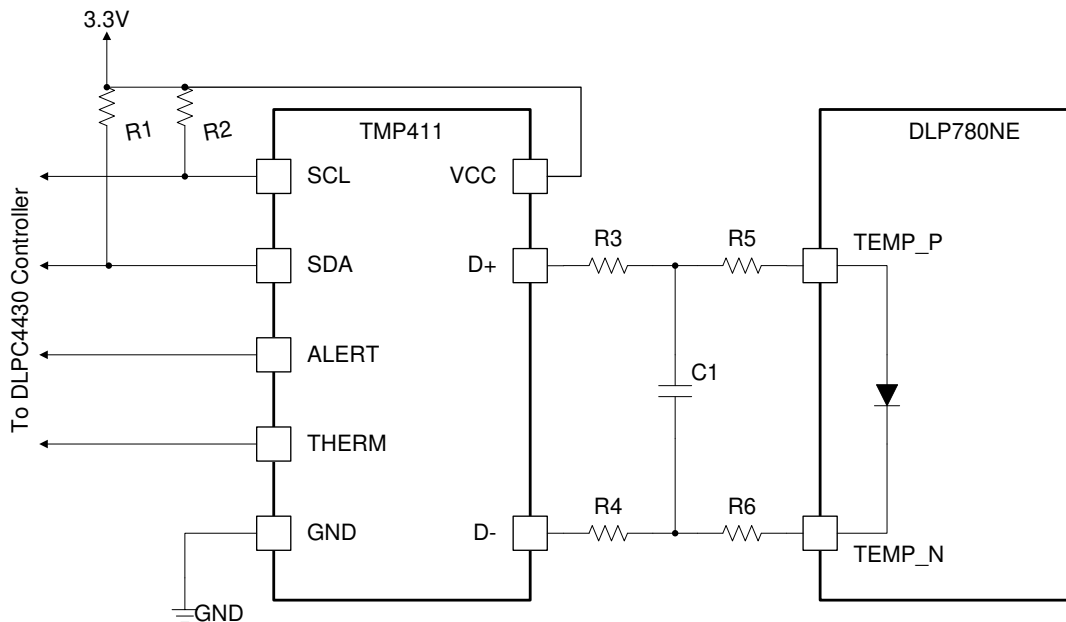 3.3V
R1
R2
TMP411
DLP780NE
SCL
VCC
SDA
D+
R3
R5
TEMP_P
ALERT
C1
THERM
GND
D-
R4
R6
TEMP_N
GND
To DLPC4430 Controller